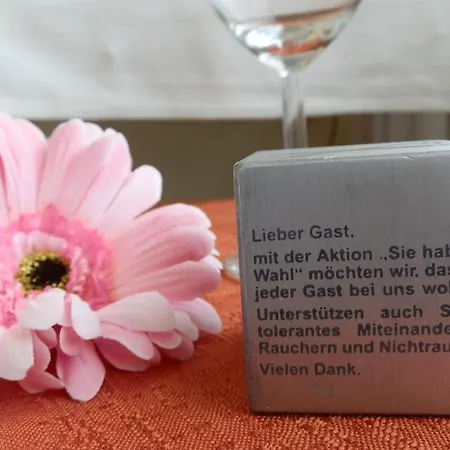 Lieber Gast.
mit der Aktion „Sie hab
Wahl“ möchten wir. das
jeder Gast bei uns wol
Unterstützen auch S
tolerantes Miteinande
Rauchern und Nichtrau
Vielen Dank.